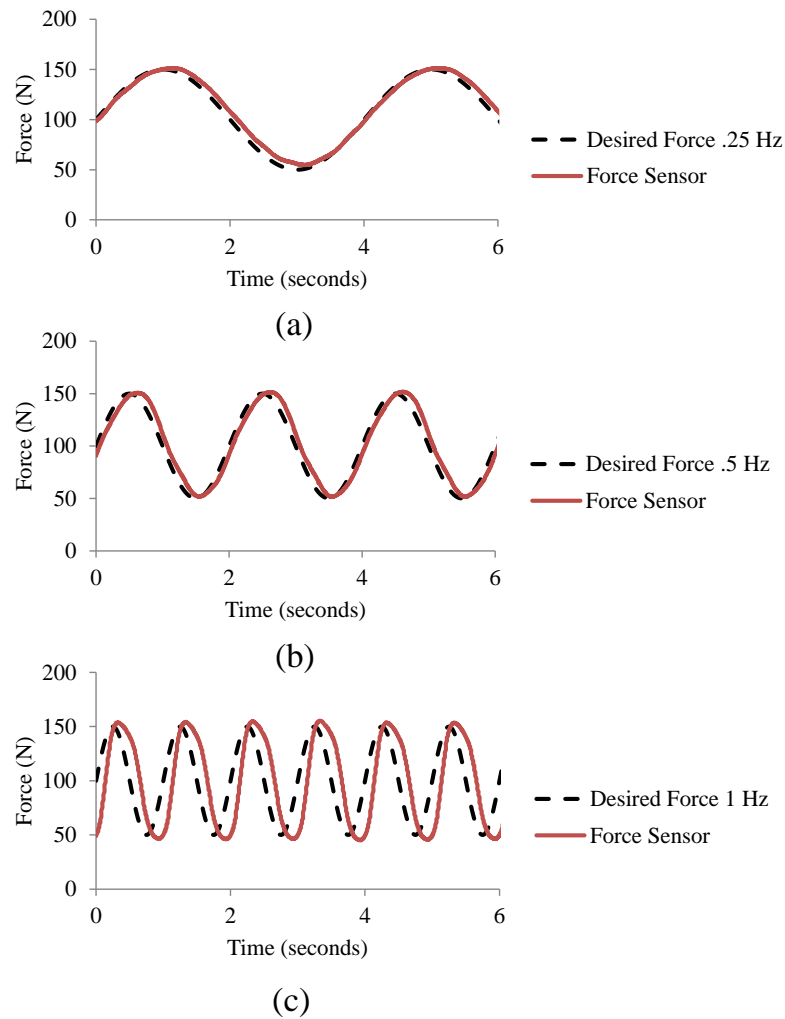 200
150
100
50
0
Force (N)
0 2 4 6
Time (seconds)
Desired Force .25 Hz
Force Sensor
(a)
200
150
100
50
0
Force (N)
0 2 4 6
Time (seconds)
Desired Force .5 Hz
Force Sensor
(b)
200
150
100
50
0
Force (N)
0 2 4 6
Time (seconds)
Desired Force 1 Hz
Force Sensor
(c)